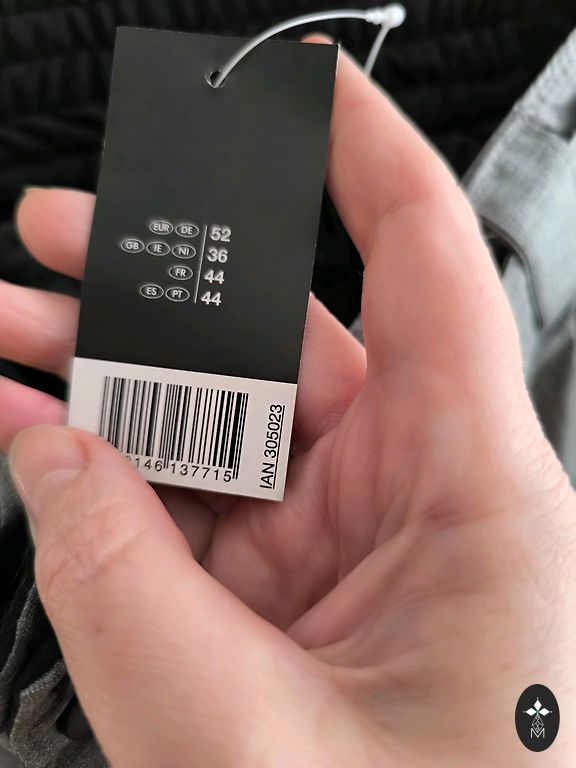 EUR DE 52
GB IE NI 36
FR 44
ES PT 44
146 137715
IAN 305023
M